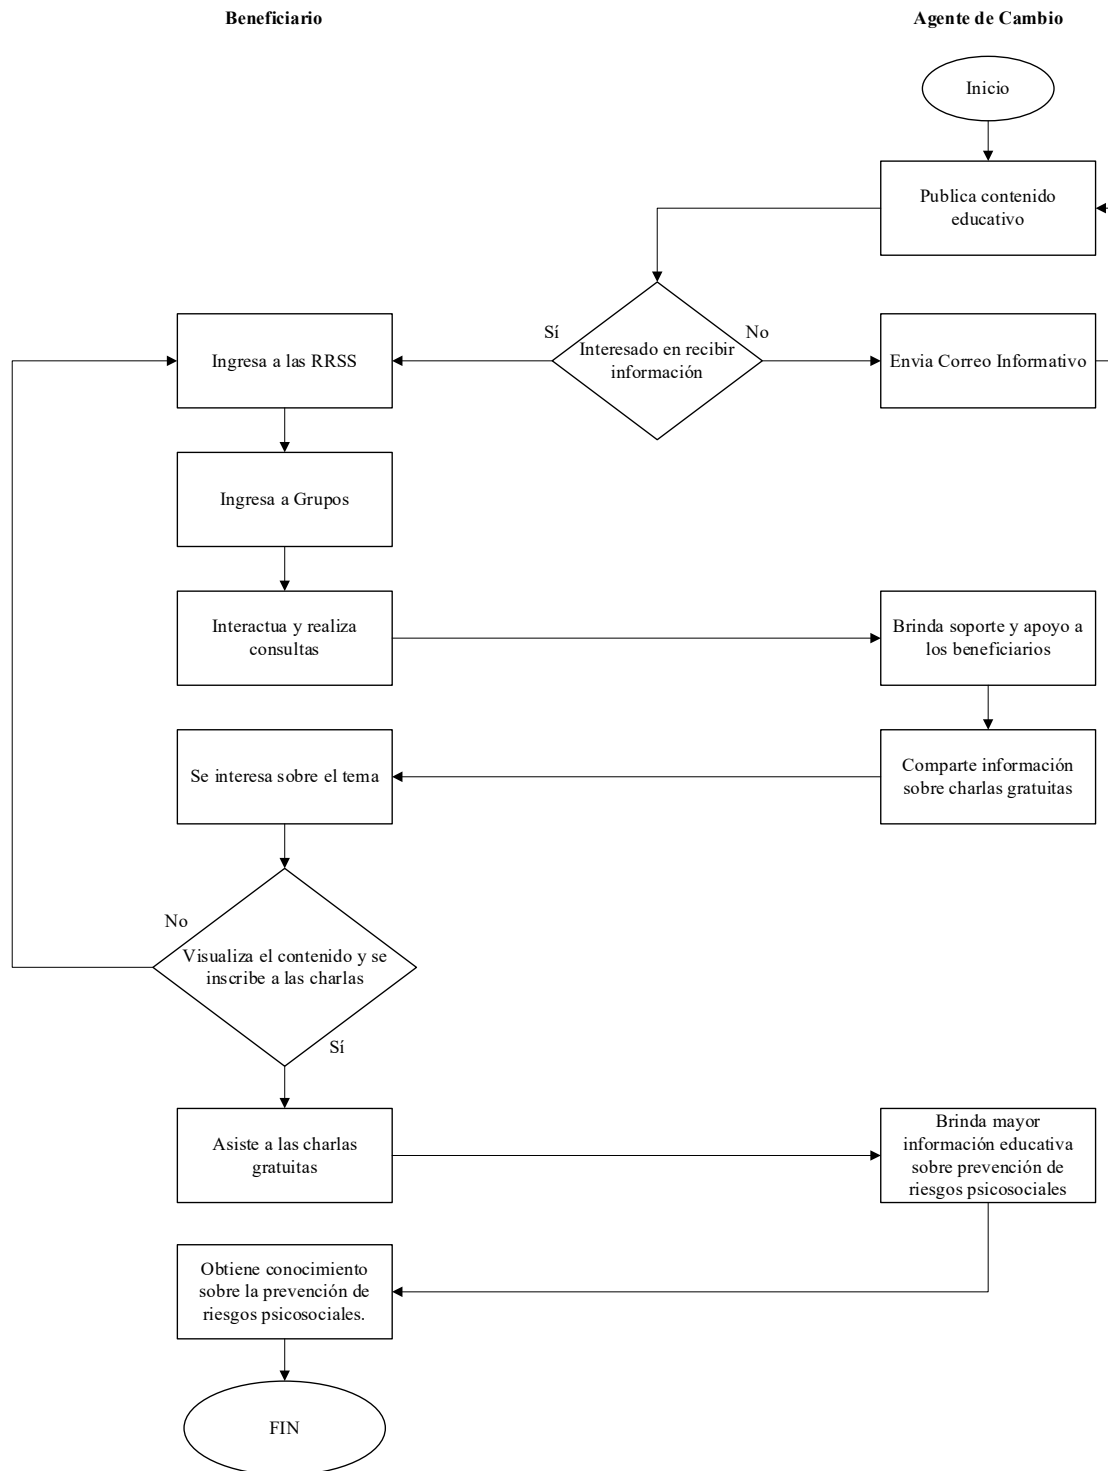 Beneficiario
Agente de Cambio
Inicio
Publica contenido
educativo
Sí
No
Interesado en recibir
información
Ingresa a las RRSS
Envia Correo Informativo
Ingresa a Grupos
Interactua y realiza
consultas
Brinda soporte y apoyo a
los beneficiarios
Comparte información
sobre charlas gratuitas
Se interesa sobre el tema
No
Visualiza el contenido y se
inscribe a las charlas
Sí
Asiste a las charlas
gratuitas
Brinda mayor
información educativa
sobre prevención de
riesgos psicosociales
Obtiene conocimiento
sobre la prevención de
riesgos psicosociales.
FIN